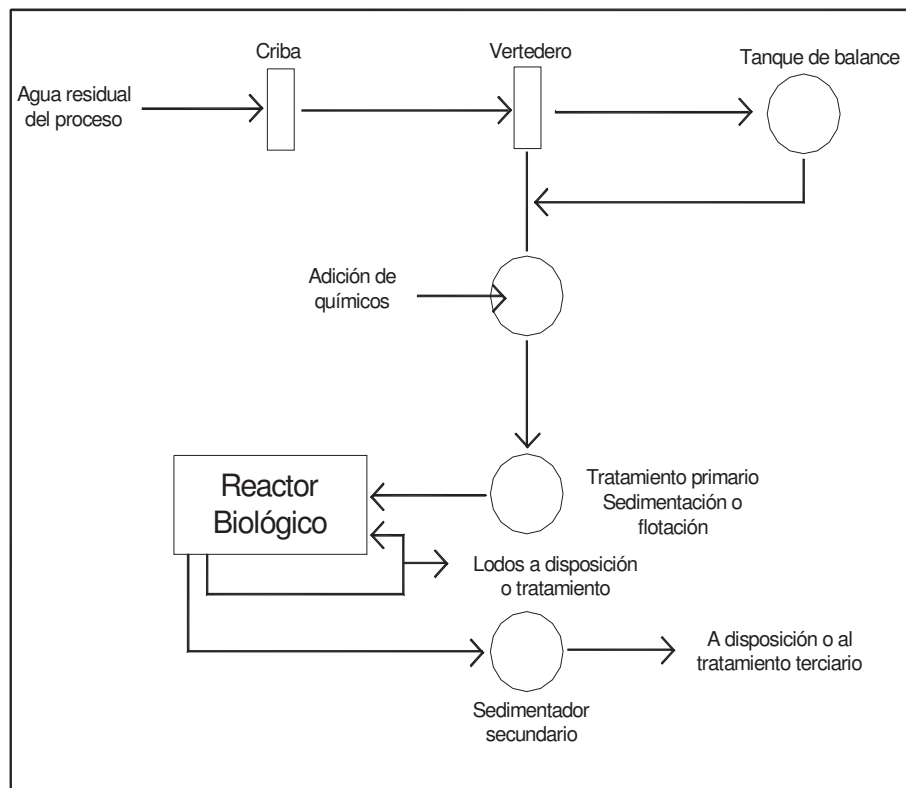 Criba
Vertedero
Tanque de balance
Agua residual
del proceso
Adición de
químicos
Tratamiento primario
Sedimentación o
flotación
Reactor
Biológico
Lodos a disposición
o tratamiento
A disposición o al
tratamiento terciario
Sedimentador
secundario